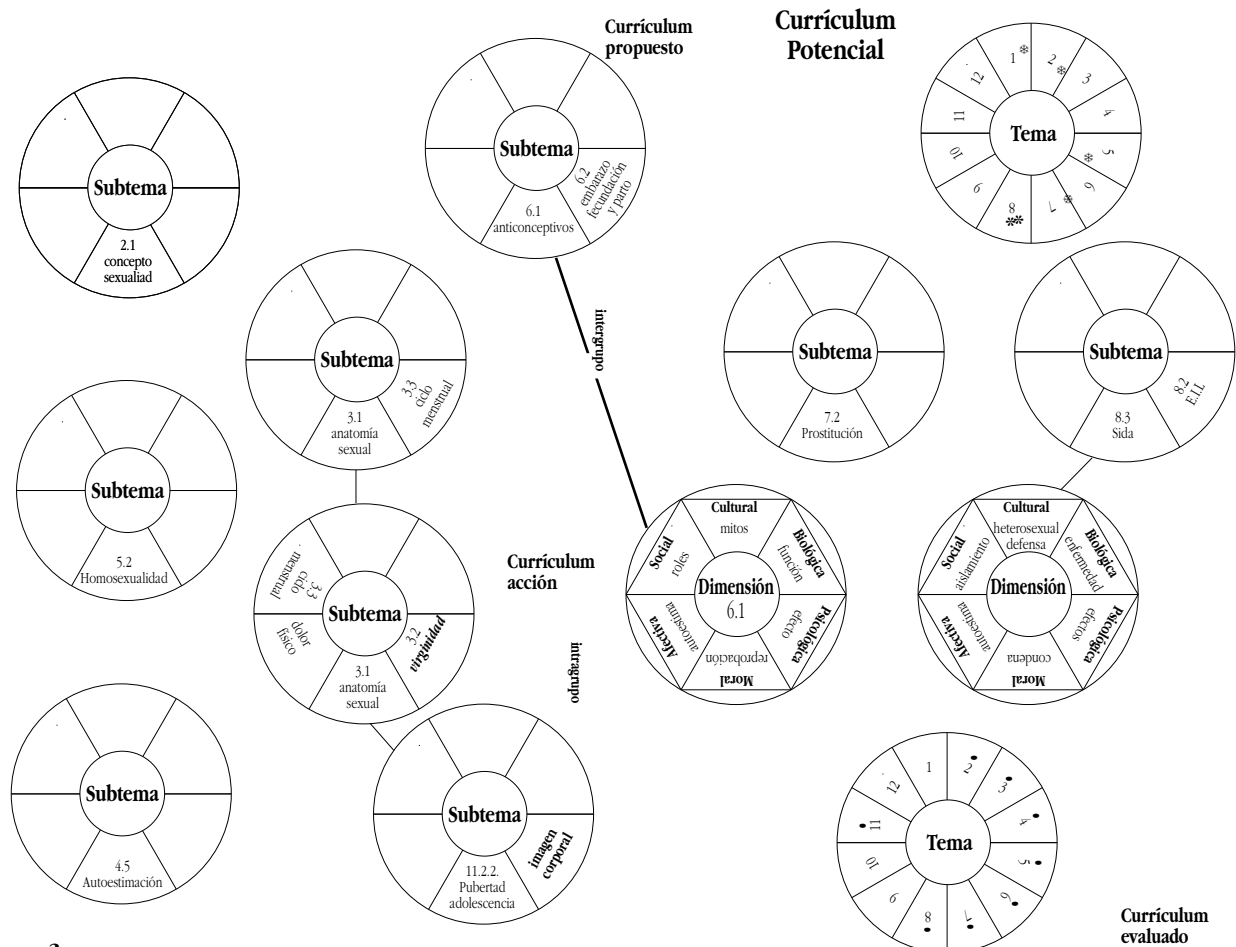 Currículum
propuesto
Currículum
Potencial
Subtema
2.1
concepto
sexualiad
Subtema
6.2
embarazo
fecundación
y parto
6.1
anticonceptivos
Tema
1
2
3
4
5
6
7
8
9
10
11
12
Subtema
3.3
ciclo
menstrual
3.1
anatomía
sexual
intergrupo
Subtema
7.2
Prostitución
Subtema
8.2
E.I.I.
8.3
Sida
Subtema
5.2
Homosexualidad
Currículum
acción
Subtema
3.3
ciclo
menstrual
dolor
físico
3.2
virginidad
3.1
anatomía
sexual
intragrupo
Dimensión
6.1
Cultural
mitos
Biológica
función
Psicológica
efecto
Moral
reprobación
Afectiva
autoestima
Social
roles
Dimensión
Cultural
heterosexual
defensa
Biológica
enfermedad
Psicológica
efectos
Moral
condena
Afectiva
autoestima
Social
aislamiento
Subtema
4.5
Autoestimación
Subtema
imagen
corporal
11.2.2.
Pubertad
adolescencia
Tema
1
2
3
4
5
6
7
8
9
10
11
12
Currículum
evaluado